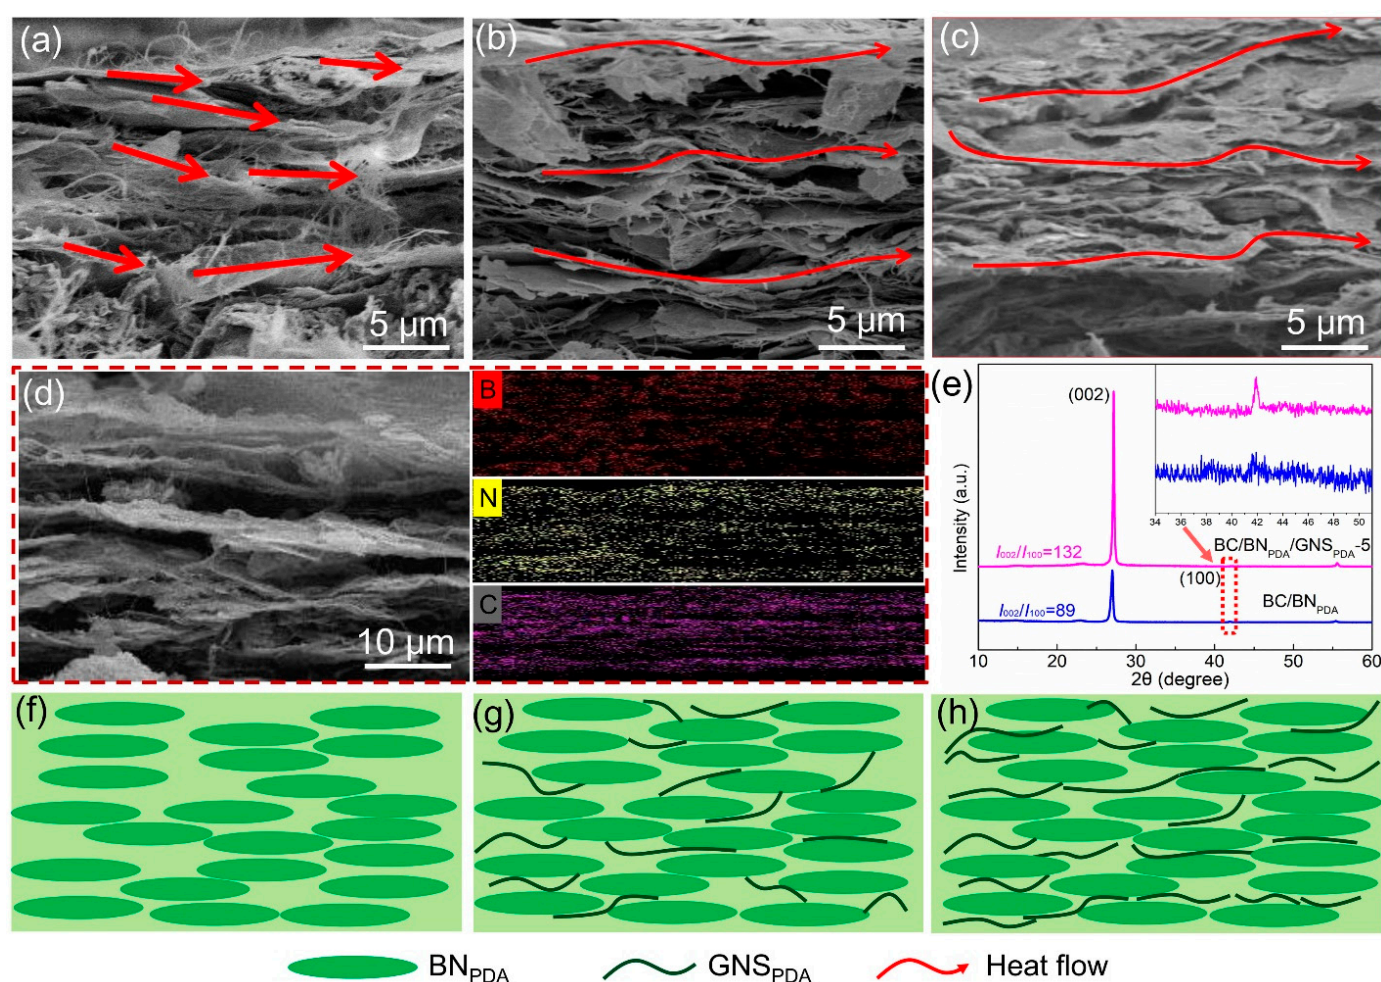 (a)
5 μm
(b)
5 μm
(c)
5 μm
(d)
10 μm
B
N
C
(e)
(002)
Intensity (a.u.)
I002/I100=132
BC/BNPDA/GNSPDA-5
(100)
I002/I100=89
BC/BNPDA
34 36 38 40 42 44 46 48 50
10 20 30 40 50 60
2θ (degree)
(f)
(g)
(h)
BNPDA
GNSPDA
Heat flow